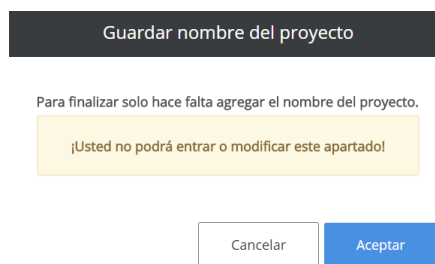 Guardar nombre del proyecto
Para finalizar solo hace falta agregar el nombre del proyecto.
¡Usted no podrá entrar o modificar este apartado!
Cancelar
Aceptar